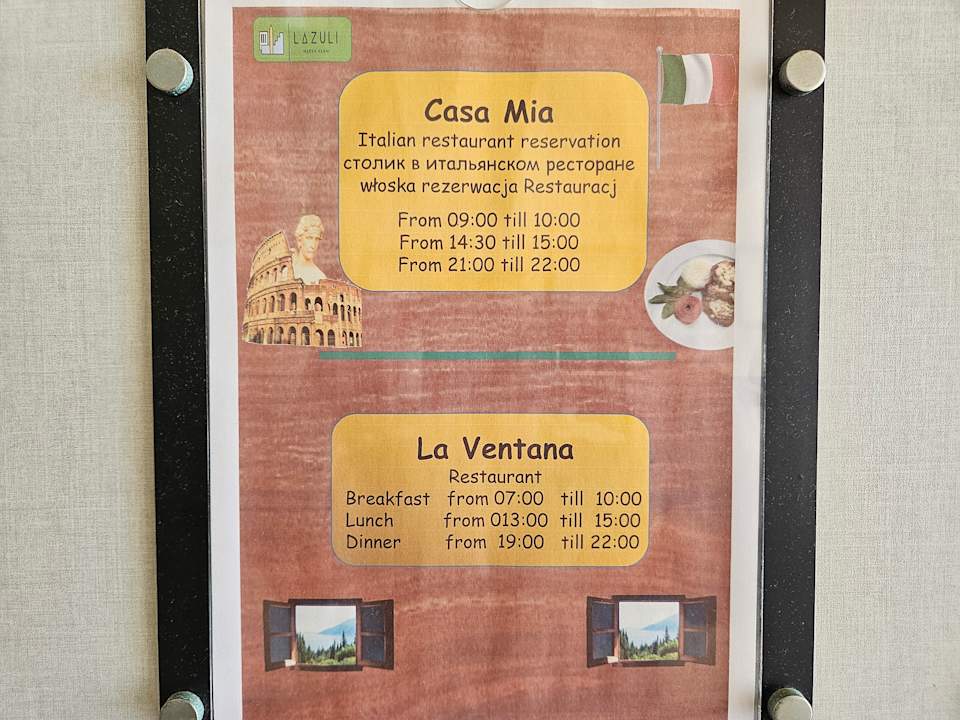 LAZULI
Casa Mia
Italian restaurant reservation
столик в итальянском ресторане
włoska rezerwacja Restauracj
From 09:00 till 10:00
From 14:30 till 15:00
From 21:00 till 22:00
La Ventana
Restaurant
Breakfast from 07:00 till 10:00
Lunch from 013:00 till 15:00
Dinner from 19:00 till 22:00